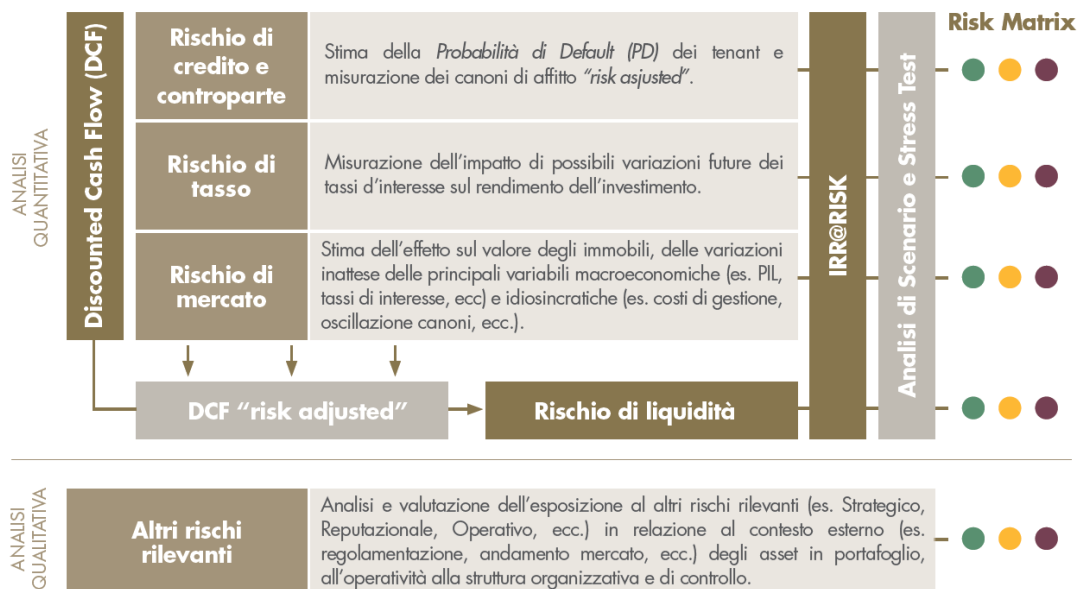 Risk Matrix
ANALISI
QUANTITATIVA
Discounted Cash Flow (DCF)
Rischio di
credito e
controparte
Stima della Probabilità di Default (PD) dei tenant e
misurazione dei canoni di affitto “risk asjusted”.
Rischio di
tasso
Misurazione dell’impatto di possibili variazioni future dei
tassi d’interesse sul rendimento dell’investimento.
Rischio di
mercato
Stima dell’effetto sul valore degli immobili, delle variazioni
inattese delle principali variabili macroeconomiche (es. PIL,
tassi di interesse, ecc) e idiosincratiche (es. costi di gestione,
oscillazione canoni, ecc.).
IRR@RISK
Analisi di Scenario e Stress Test
DCF “risk adjusted”
Rischio di liquidità
ANALISI
QUALITATIVA
Altri rischi
rilevanti
Analisi e valutazione dell’esposizione al altri rischi rilevanti (es. Strategico,
Reputazionale, Operativo, ecc.) in relazione al contesto esterno (es.
regolamentazione, andamento mercato, ecc.) degli asset in portafoglio,
all’operatività alla struttura organizzativa e di controllo.